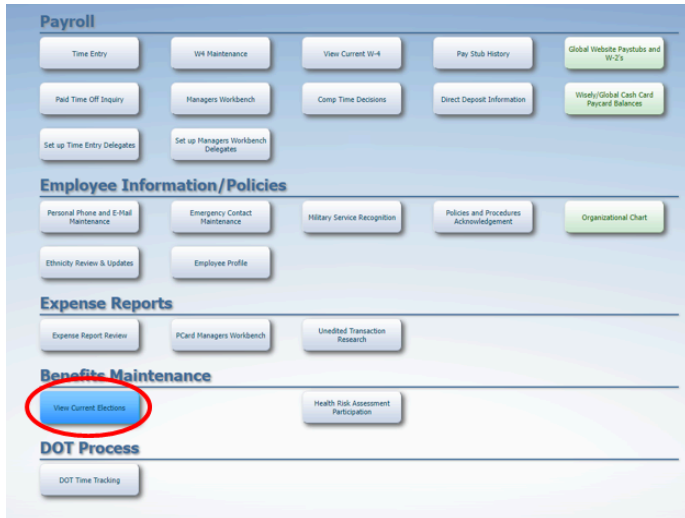 Payroll
Time Entry
W4 Maintenance
View Current W-4
Pay Stub History
Global Website Paystubs and
W-2's
Paid Time Off Inquiry
Managers Workbench
Comp Time Decisions
Direct Deposit Information
Wisely/Global Cash Card
Paycard Balances
Set up Time Entry Delegates
Set up Managers Workbench
Delegates
Employee Information/Policies
Personal Phone and E-Mail
Maintenance
Emergency Contact
Maintenance
Military Service Recognition
Policies and Procedures
Acknowledgement
Organizational Chart
Ethnicity Review & Updates
Employee Profile
Expense Reports
Expense Report Review
PCard Managers Workbench
Unedited Transaction
Research
Benefits Maintenance
View Current Elections
Health Risk Assessment
Participation
DOT Process
DOT Time Tracking